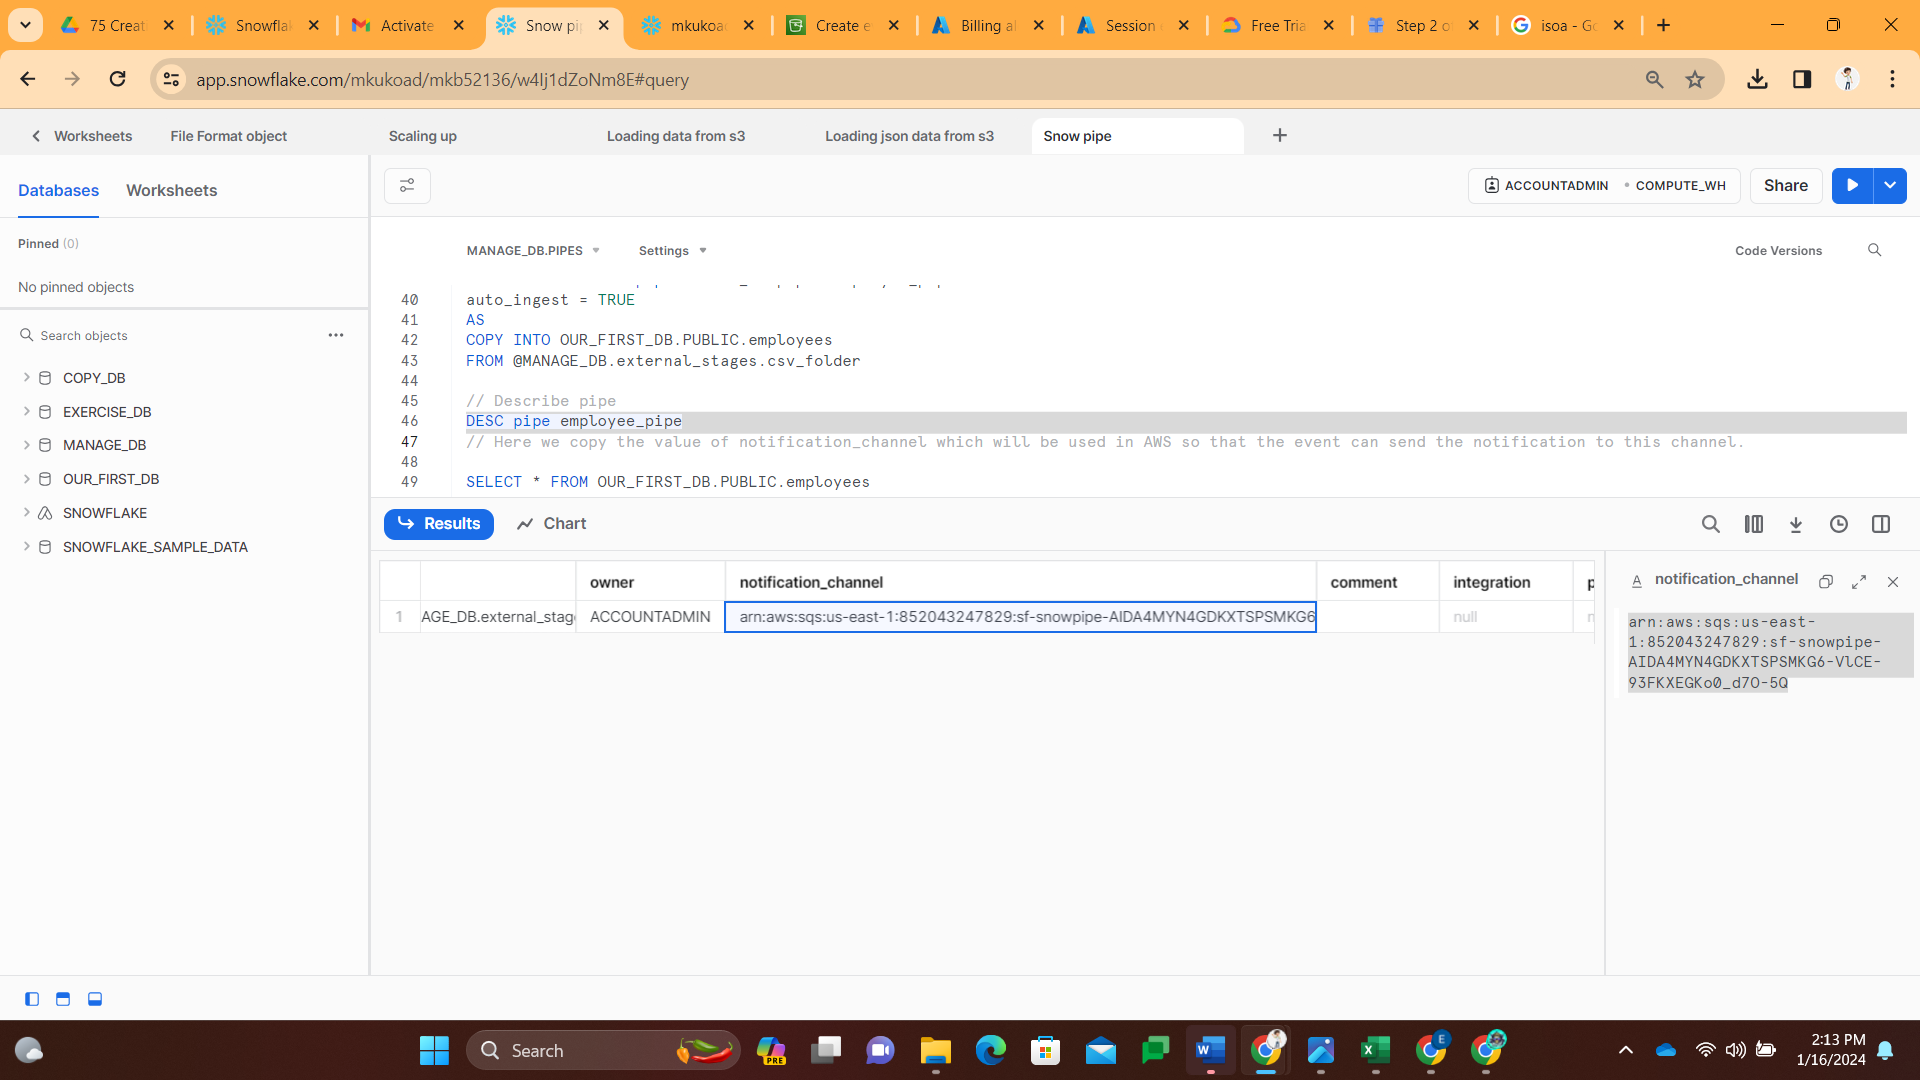 75 Creat
Snowflak
Activate
Snow pi
mkukoad
Create e
Billing al
Session
Free Tria
Step 2 o
isoa - Go
app.snowflake.com/mkukoad/mkb52136/w4Ij1dZoNm8E#query
Worksheets
File Format object
Scaling up
Loading data from s3
Loading json data from s3
Snow pipe
Databases
Worksheets
ACCOUNTADMIN
COMPUTE_WH
Share
Pinned (0)
No pinned objects
Search objects
COPY_DB
EXERCISE_DB
MANAGE_DB
OUR_FIRST_DB
SNOWFLAKE
SNOWFLAKE_SAMPLE_DATA
MANAGE_DB.PIPES
Settings
Code Versions
40 auto_ingest = TRUE
41 AS
42 COPY INTO OUR_FIRST_DB.PUBLIC.employees
43 FROM @MANAGE_DB.external_stages.csv_folder
44
45 // Describe pipe
46 DESC pipe employee_pipe
47 // Here we copy the value of notification_channel which will be used in AWS so that the event can send the notification to this channel.
48
49 SELECT * FROM OUR_FIRST_DB.PUBLIC.employees
Results
Chart
owner notification_channel comment integration p
1 AGE_DB.external_stag ACCOUNTADMIN arn:aws:sqs:us-east-1:852043247829:sf-snowpipe-AIDA4MYN4GDKXTSPSMKG6 null n
A notification_channel
arn:aws:sqs:us-east-
1:852043247829:sf-snowpipe-
AIDA4MYN4GDKXTSPSMKG6-VlCE-
93FKXEGKo0_d7O-5Q
Search
PRE
E
2:13 PM
1/16/2024